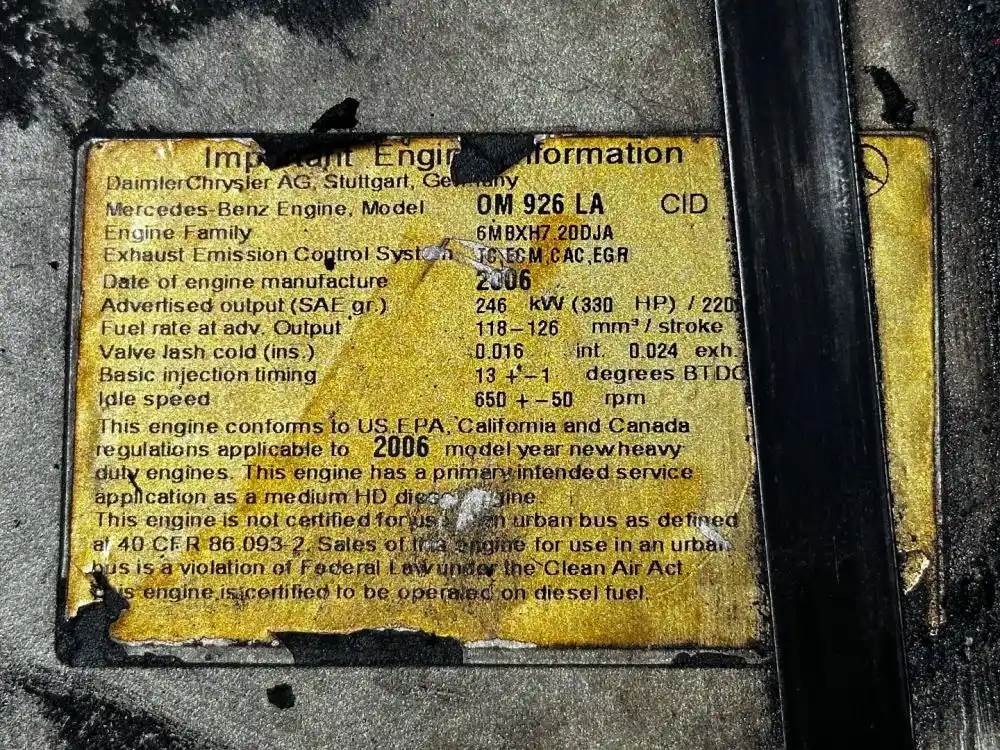 Engine Information
DaimlerChrysler AG, Stuttgart, Germany
Mercedes-Benz Engine, Model OM 926 LA CID
Engine Family 6MBXH7.20DJA
Exhaust Emission Control System TC,ECM,CAC,EGR
Date of engine manufacture 2006
Advertised output (SAE gr.) 246 kW (330 HP) / 220
Fuel rate at adv. Output 118-126 mm³/ stroke
Valve lash cold (ins.) 0.016 int. 0.024 exh.
Basic injection timing 13 +-1 degrees BTDC
Idle speed 650 +-50 rpm
This engine conforms to US.EPA, California and Canada
regulations applicable to 2006 model year new heavy
duty engines. This engine has a primary intended service
application as a medium HD diesel engine.
This engine is not certified for use an urban bus as defined
at 40 CFR 86.093-2. Sales of this engine for use in an urban
bus is a violation of Federal Law under the Clean Air Act
engine is certified to be operated on diesel fuel.